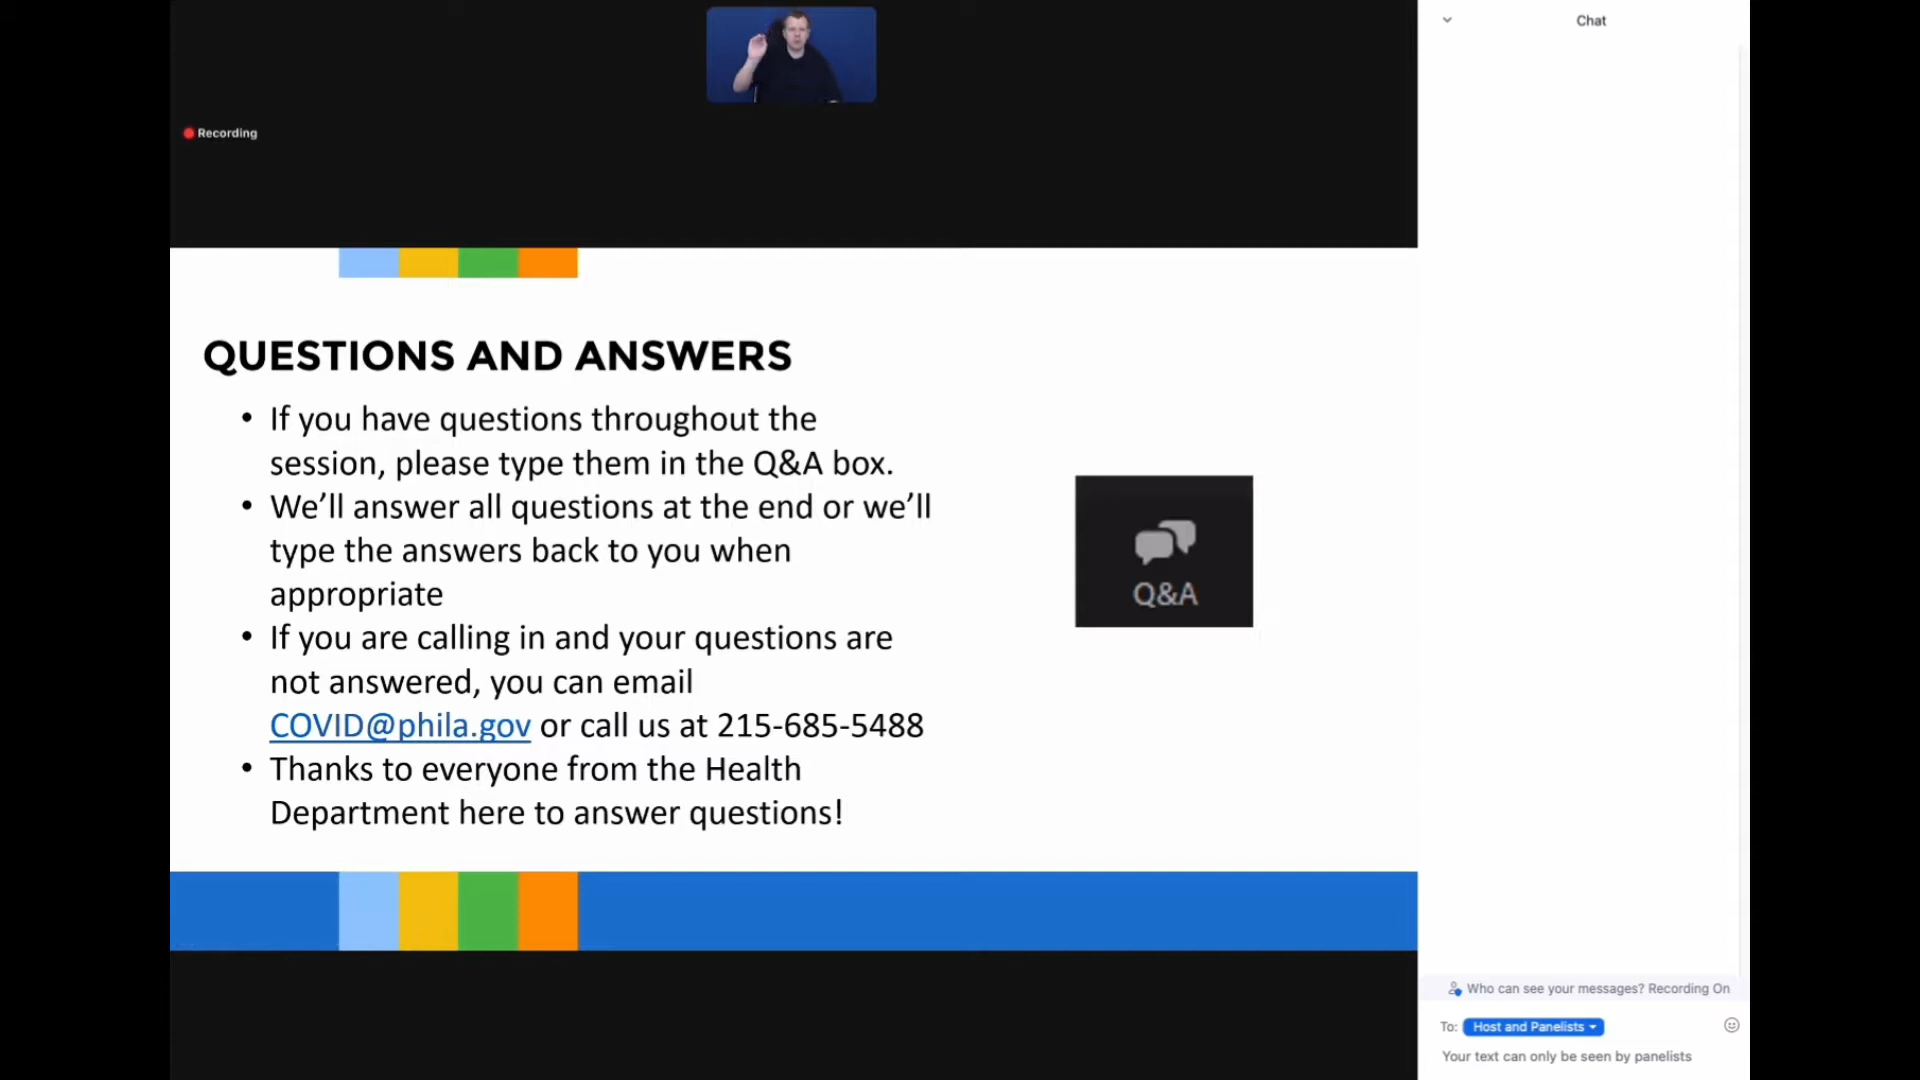 Chat
Recording
QUESTIONS AND ANSWERS
• If you have questions throughout the
session, please type them in the Q&A box.
• We’ll answer all questions at the end or we’ll
type the answers back to you when
appropriate
• If you are calling in and your questions are
not answered, you can email
COVID@phila.gov or call us at 215-685-5488
• Thanks to everyone from the Health
Department here to answer questions!
Q&A
Who can see your messages? Recording On
To: Host and Panelists
Your text can only be seen by panelists